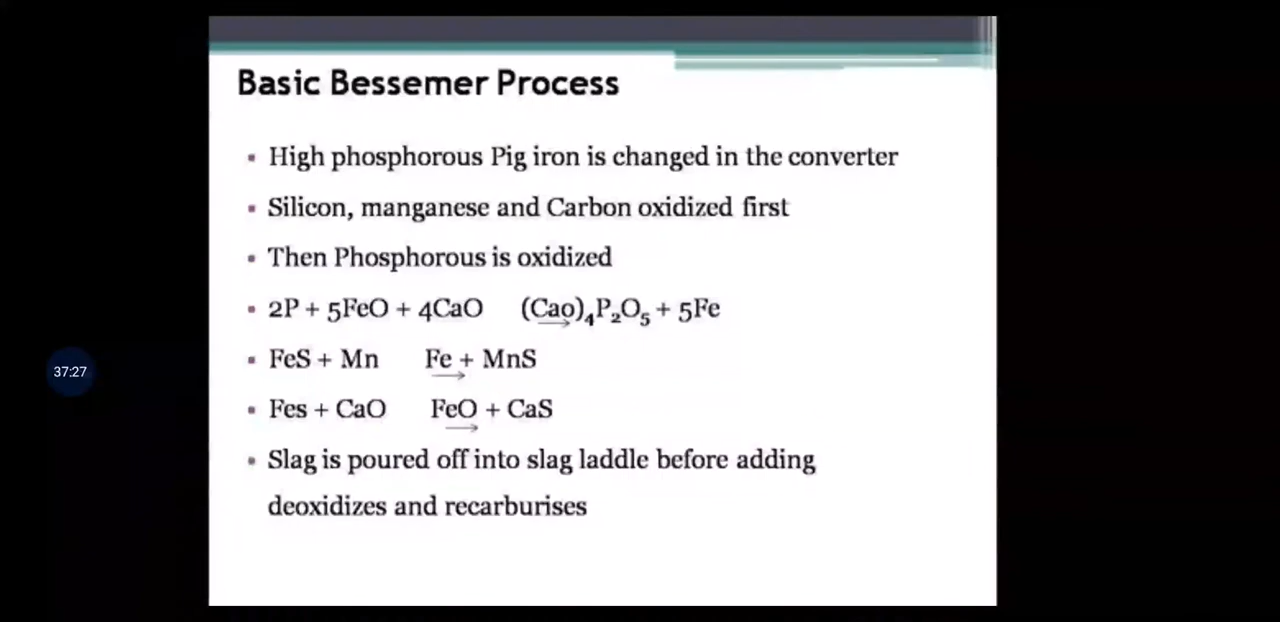 Basic Bessemer Process
▪ High phosphorous Pig iron is changed in the converter
▪ Silicon, manganese and Carbon oxidized first
▪ Then Phosphorous is oxidized
▪ 2P + 5FeO + 4CaO → (Cao)₄P₂O₅ + 5Fe
▪ FeS + Mn → Fe + MnS
▪ Fes + CaO → FeO + CaS
37:27
▪ Slag is poured off into slag laddle before adding
deoxidizes and recarburises